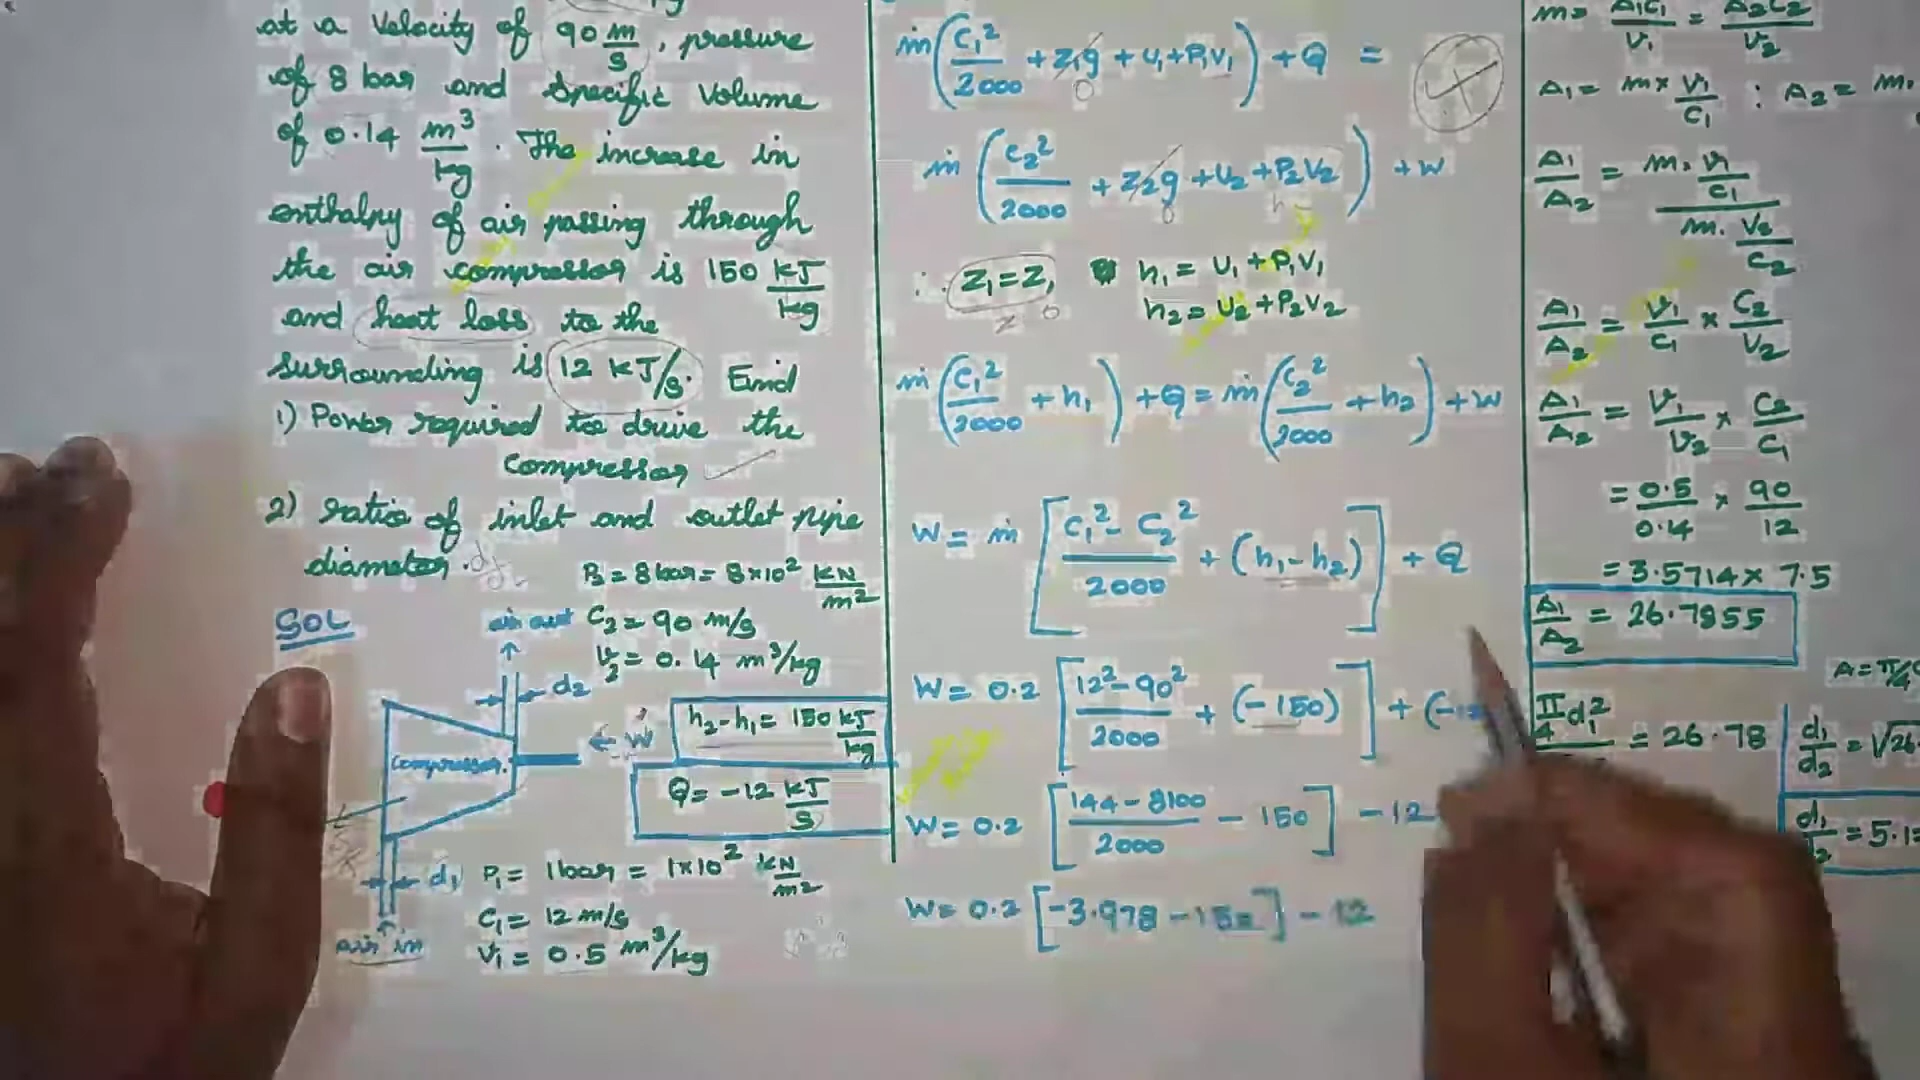 at a velocity of 90 m/s, pressure
of 8 bar and specific volume
of 0.14 m³/kg. The increase in
enthalpy of air passing through
the air compressor is 150 kJ/kg
and heat loss to the
surrounding is 12 kJ/s. Find
1) Power required to drive the
compressor
2) ratio of inlet and outlet pipe
diameter.
SOL
P₂ = 8 bar = 8×10² kN/m²
air out C₂ = 90 m/s
v₂ = 0.14 m³/kg
d₂
h₂-h₁ = 150 kJ/kg
W
compressor.
Q = -12 kJ/s
d₁ P₁ = 1 bar = 1×10² kN/m²
C₁ = 12 m/s
air in V₁ = 0.5 m³/kg
ṁ(C₁²/2000 + Z₁g + U₁ + P₁V₁) + Q =
ṁ(C₂²/2000 + Z₂g + U₂ + P₂V₂) + W
∴ Z₁ = Z₁ h₁ = U₁ + P₁V₁
h₂ = U₂ + P₂V₂
ṁ(C₁²/2000 + h₁) + Q = ṁ(C₂²/2000 + h₂) + W
W = ṁ[C₁² - C₂²/2000 + (h₁-h₂)] + Q
W = 0.2 [12² - 90²/2000 + (-150)] + (-12
W = 0.2 [144 - 8100/2000 - 150] - 12
W = 0.2 [-3.978 - 150] - 12
m = A₁C₁/V₁ = A₂C₂/V₂
A₁ = m × V₁/C₁ : A₂ = m.
A₁/A₂ = m. V₁/C₁ / m. V₂/C₂
A₁/A₂ = V₁/C₁ × C₂/V₂
A₁/A₂ = V₁/V₂ × C₂/C₁
= 0.5/0.14 × 90/12
= 3.5714 × 7.5
A₁/A₂ = 26.7855
A = π/4
π/4 d₁² = 26.78
d₁/d₂ = √26.
= 5.1